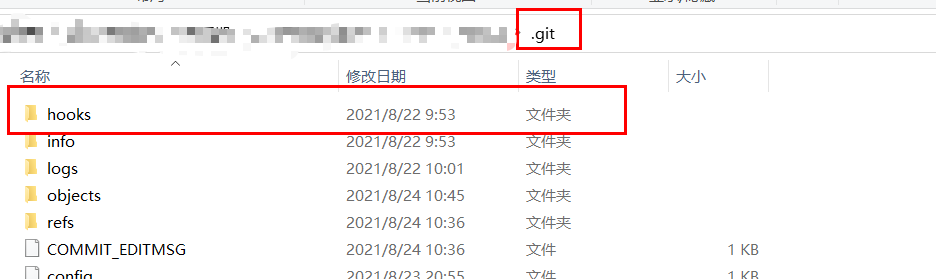 .git
名称 修改日期 类型 大小
hooks 2021/8/22 9:53 文件夹
info 2021/8/22 9:53 文件夹
logs 2021/8/22 10:01 文件夹
objects 2021/8/24 10:45 文件夹
refs 2021/8/24 10:36 文件夹
COMMIT_EDITMSG 2021/8/24 10:36 文件 1 KB
config 2021/8/23 20:55 文件 1 KB